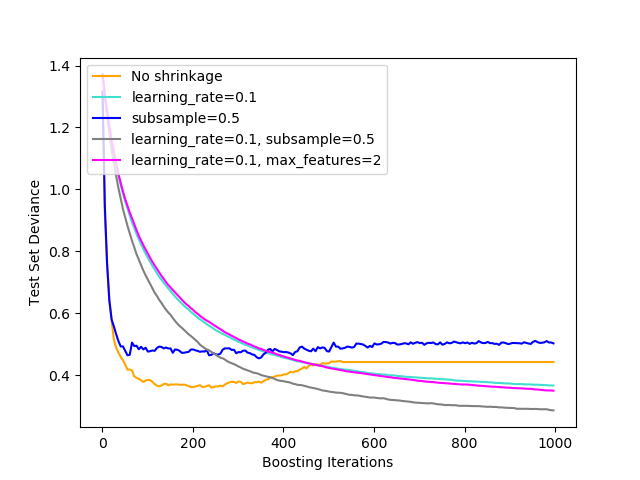 1.4
1.2
1.0
0.8
0.6
0.4
Test Set Deviance
No shrinkage
learning_rate=0.1
subsample=0.5
learning_rate=0.1, subsample=0.5
learning_rate=0.1, max_features=2
0 200 400 600 800 1000
Boosting Iterations